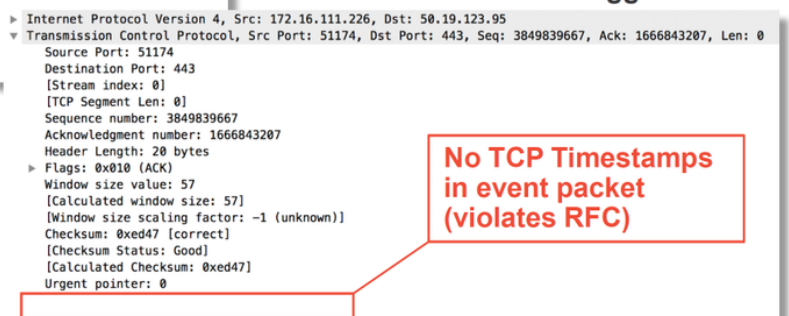 Internet Protocol Version 4, Src: 172.16.111.226, Dst: 50.19.123.95
Transmission Control Protocol, Src Port: 51174, Dst Port: 443, Seq: 3849839667, Ack: 1666843207, Len: 0
Source Port: 51174
Destination Port: 443
[Stream index: 0]
[TCP Segment Len: 0]
Sequence number: 3849839667
Acknowledgment number: 1666843207
Header Length: 20 bytes
Flags: 0x010 (ACK)
Window size value: 57
[Calculated window size: 57]
[Window size scaling factor: -1 (unknown)]
Checksum: 0xed47 [correct]
[Checksum Status: Good]
[Calculated Checksum: 0xed47]
Urgent pointer: 0
No TCP Timestamps
in event packet
(violates RFC)